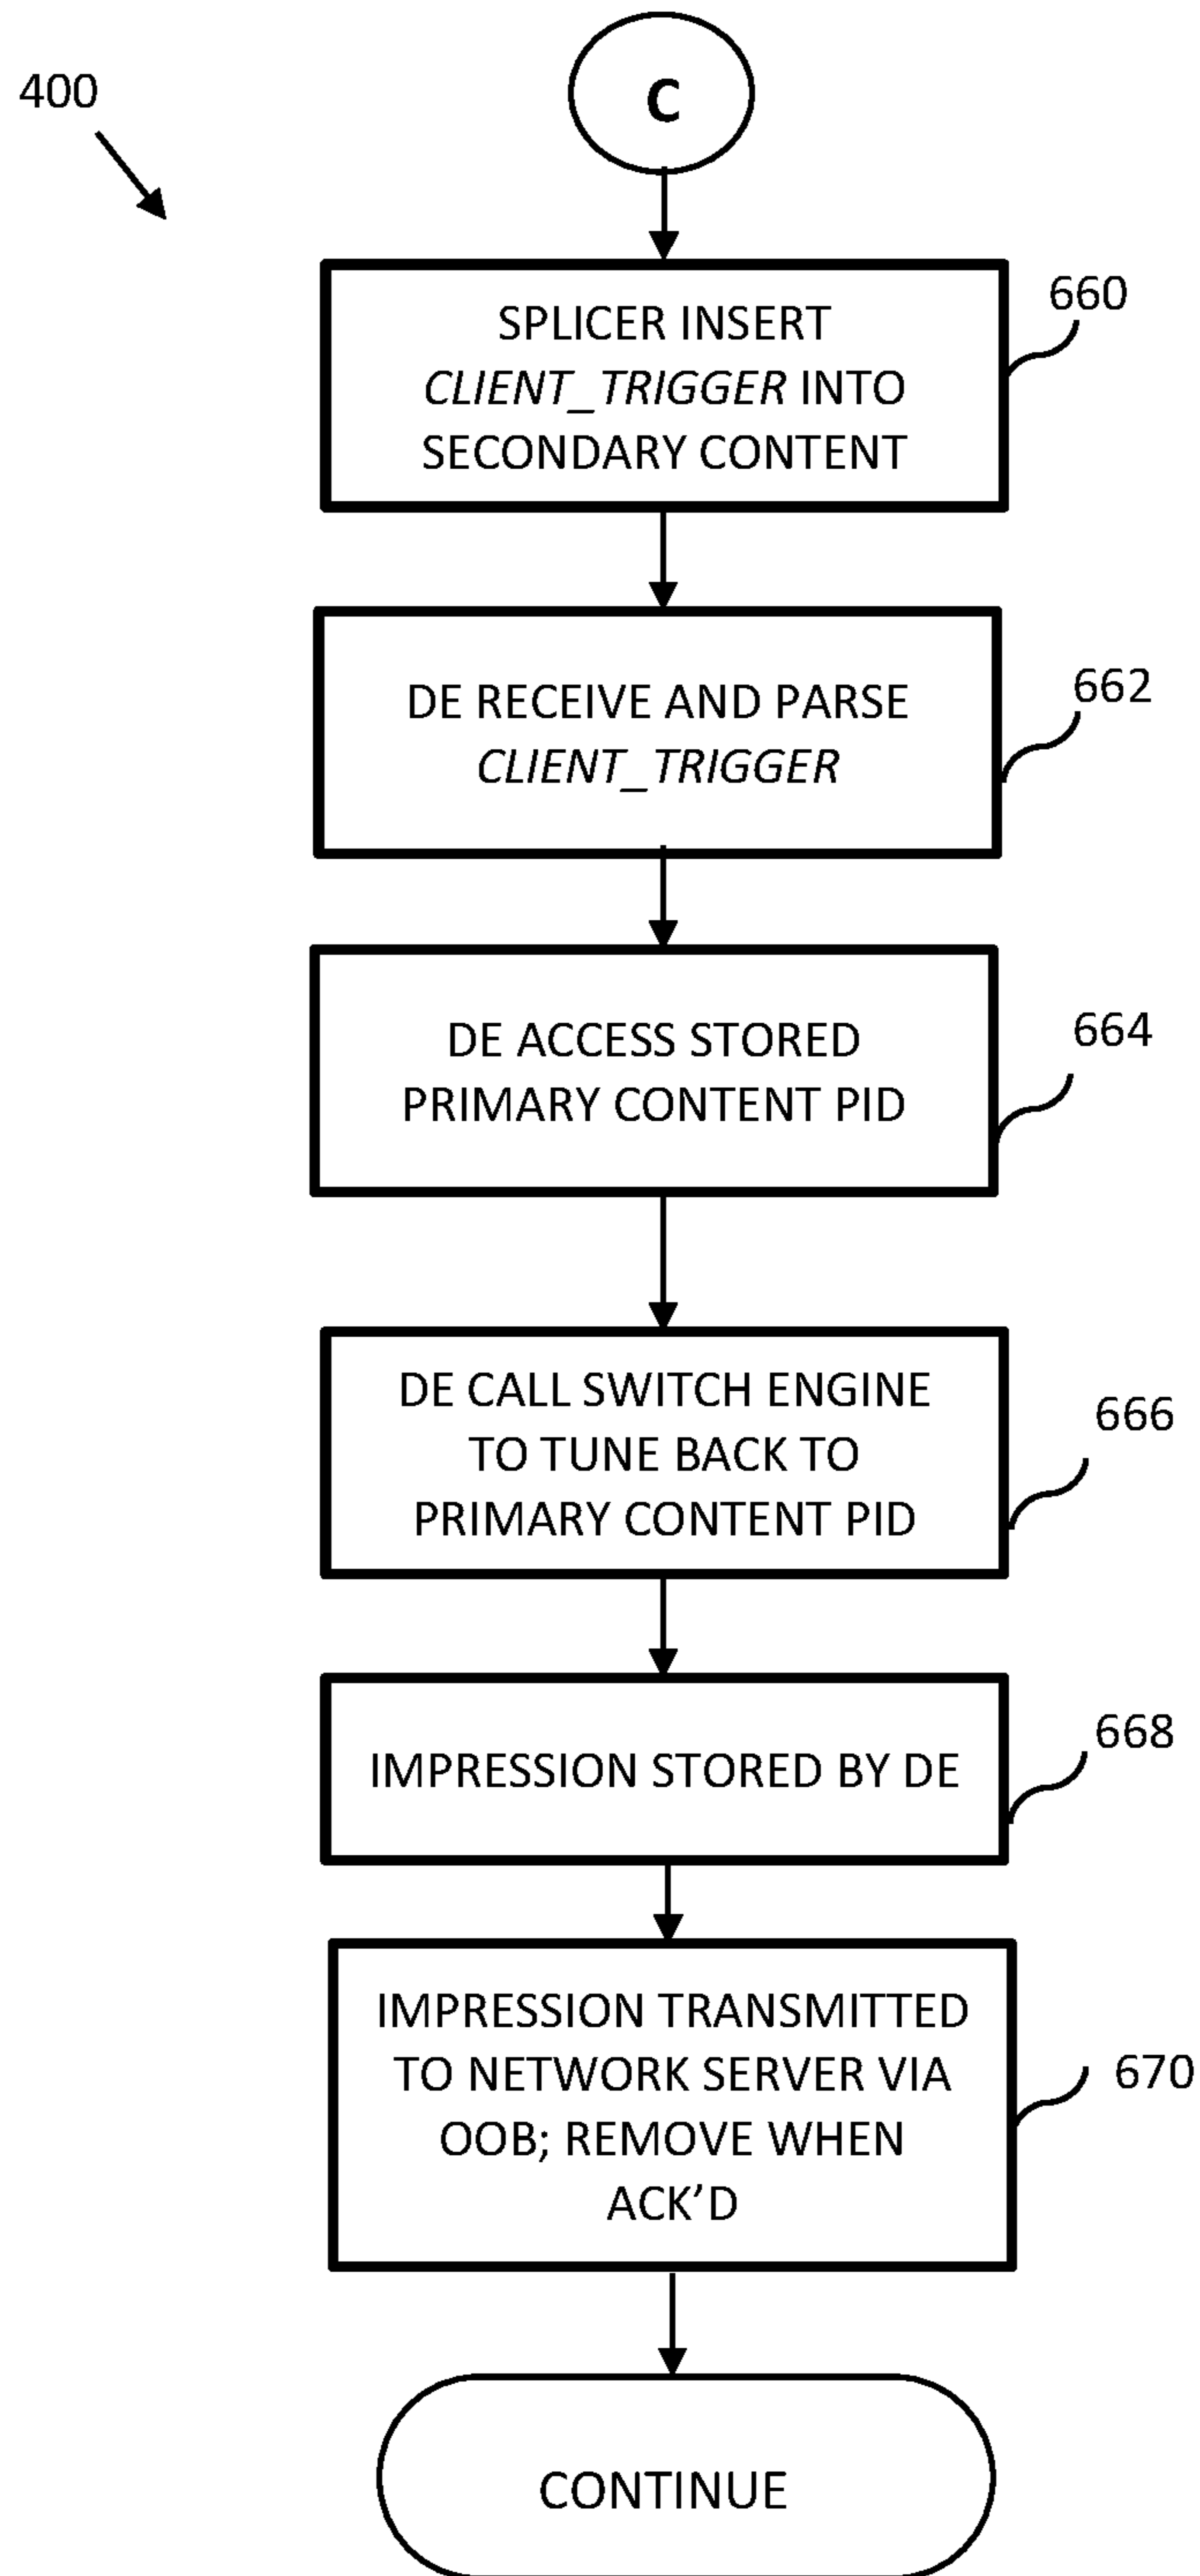 C
400
SPLICER INSERT
CLIENT_TRIGGER INTO
SECONDARY CONTENT
660
DE RECEIVE AND PARSE
CLIENT_TRIGGER
662
DE ACCESS STORED
PRIMARY CONTENT PID
664
DE CALL SWITCH ENGINE
TO TUNE BACK TO
PRIMARY CONTENT PID
666
IMPRESSION STORED BY DE
668
IMPRESSION TRANSMITTED
TO NETWORK SERVER VIA
OOB; REMOVE WHEN
ACK’D
670
CONTINUE